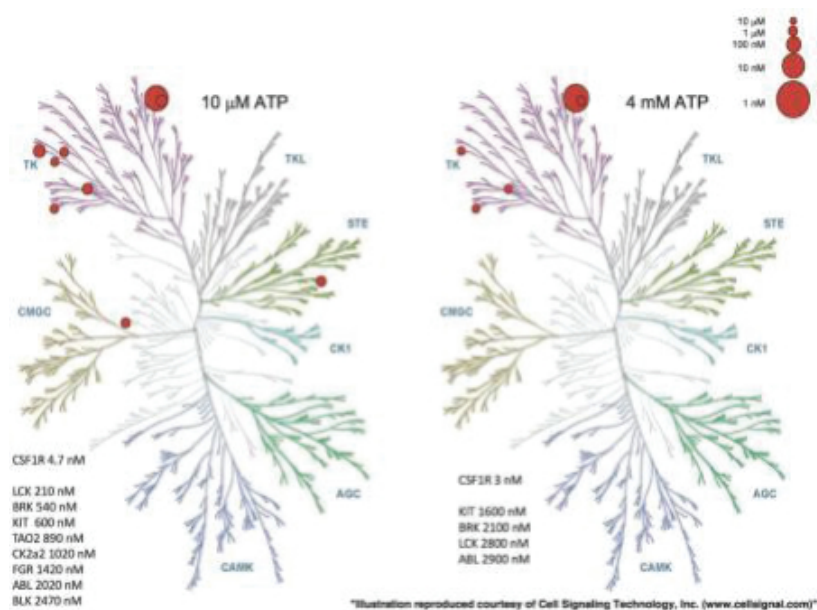 10 µM
1 µM
100 nM
10 nM
1 nM
10 µM ATP
4 mM ATP
TK
TKL
STE
CMGC
CK1
AGC
CAMK
TK
TKL
STE
CMGC
CK1
AGC
CAMK
CSF1R 4.7 nM
LCK 210 nM
BRK 540 nM
KIT 600 nM
TAO2 890 nM
CK2a2 1020 nM
FGR 1420 nM
ABL 2020 nM
BLK 2470 nM
CSF1R 3 nM
KIT 1600 nM
BRK 2100 nM
LCK 2800 nM
ABL 2900 nM
"Illustration reproduced courtesy of Cell Signaling Technology, Inc. (www.cellsignal.com)"